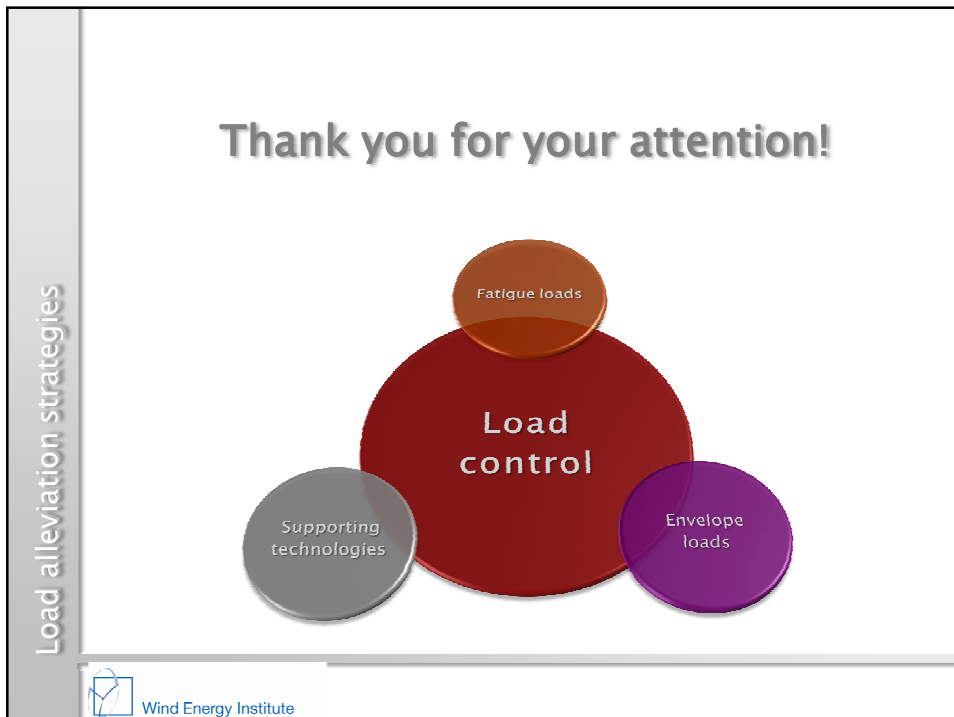 Thank you for your attention!
Fatigue loads
Load
control
Supporting
technologies
Envelope
loads
Load alleviation strategies
Wind Energy Institute